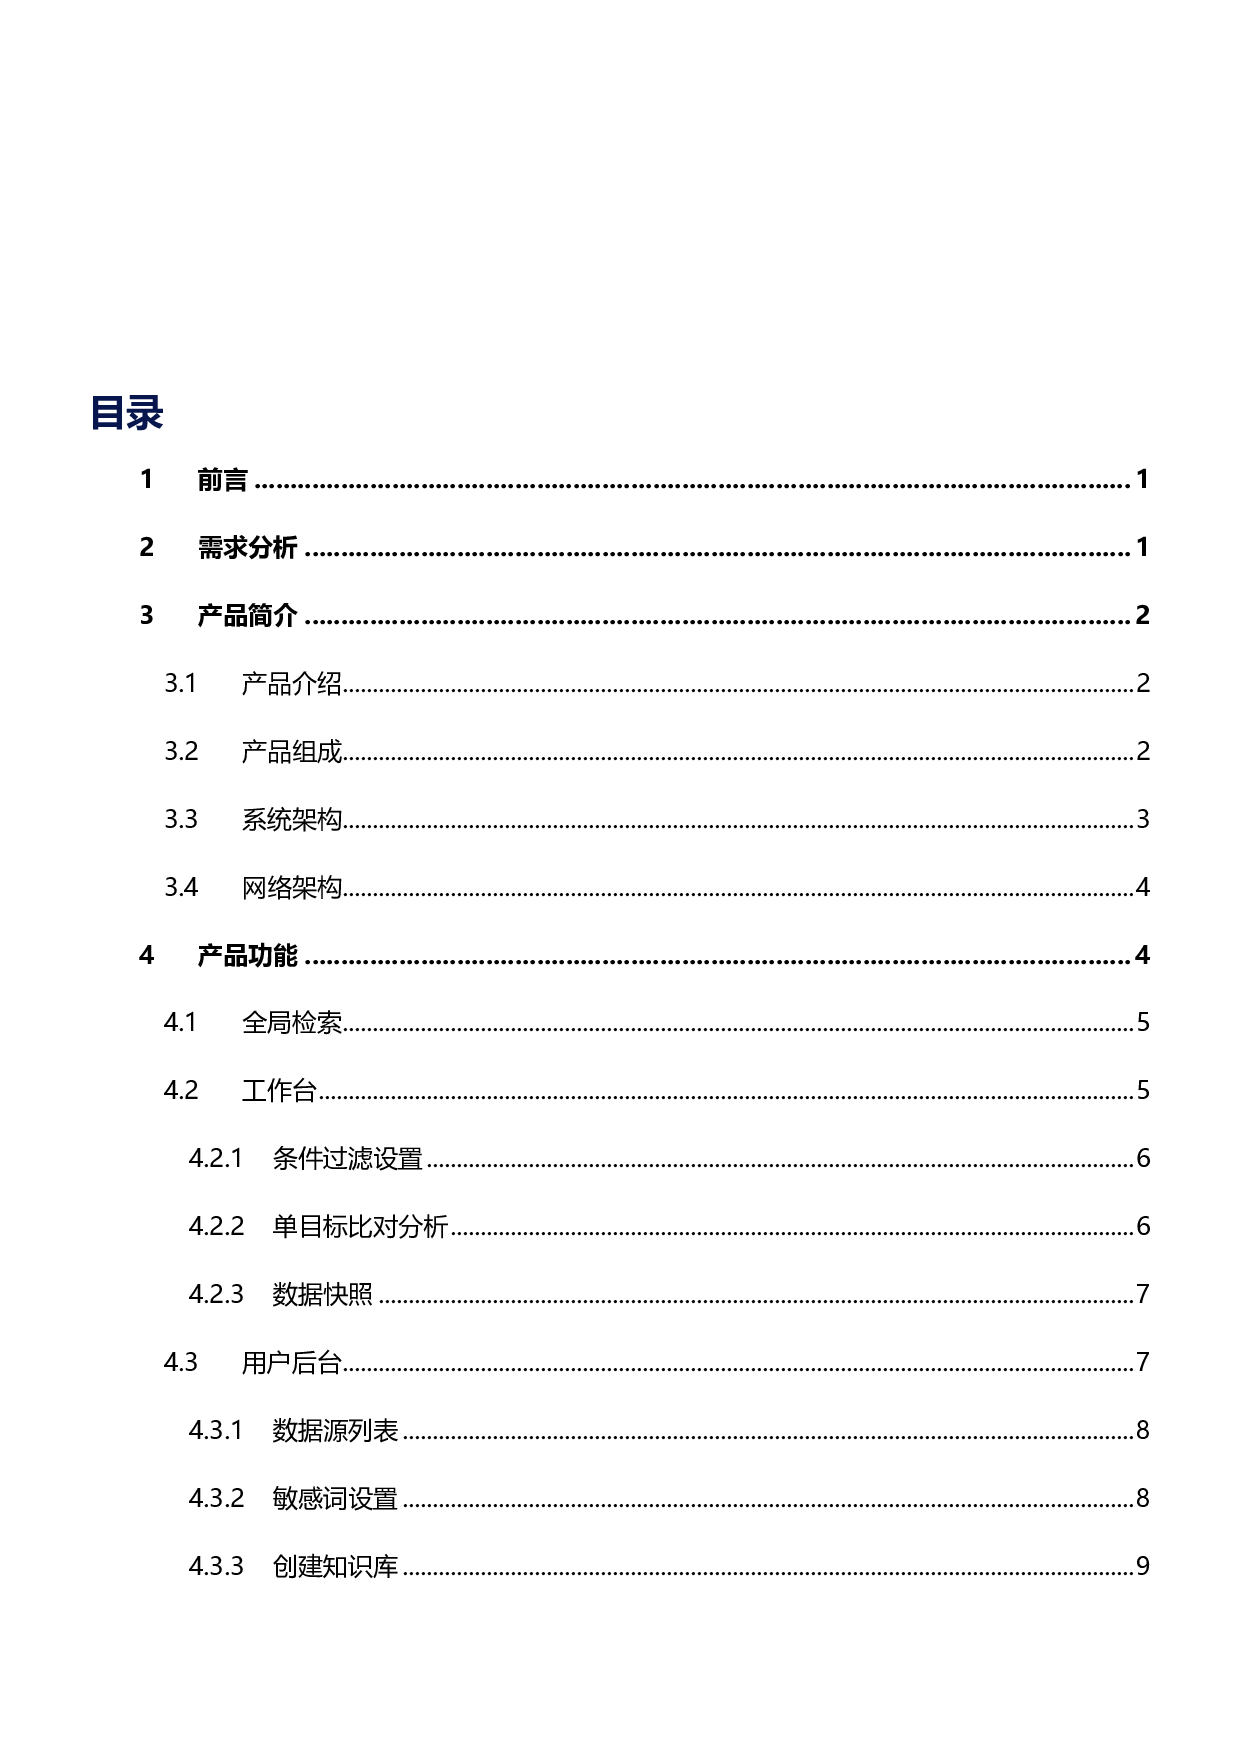 目录
1 前言 ........................................ 1
2 需求分析 ........................................ 1
3 产品简介 ........................................ 2
3.1 产品介绍........................................ 2
3.2 产品组成........................................ 2
3.3 系统架构........................................ 3
3.4 网络架构........................................ 4
4 产品功能 ........................................ 4
4.1 全局检索........................................ 5
4.2 工作台........................................ 5
4.2.1 条件过滤设置 ........................................ 6
4.2.2 单目标比对分析........................................ 6
4.2.3 数据快照 ........................................ 7
4.3 用户后台........................................ 7
4.3.1 数据源列表 ........................................ 8
4.3.2 敏感词设置 ........................................ 8
4.3.3 创建知识库 ........................................ 9